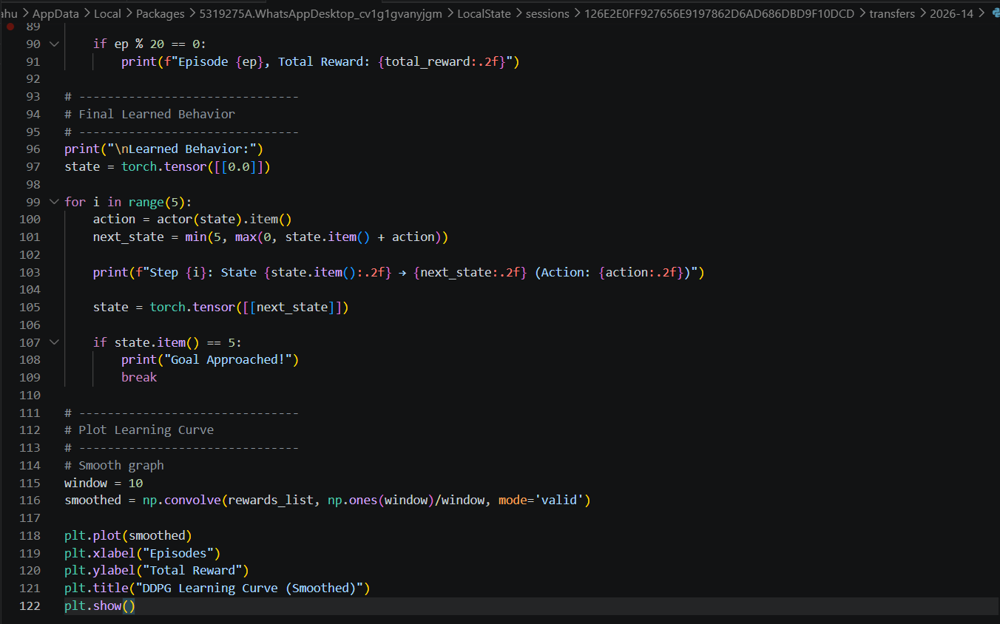 ahu > AppData > Local > Packages > 5319275A.WhatsAppDesktop_cv1g1gvanyjgm > LocalState > sessions > 126E2E0FF927656E9197862D6AD686DBD9F10DCD > transfers > 2026-14 >
89
90 if ep % 20 == 0:
91 print(f"Episode {ep}, Total Reward: {total_reward:.2f}")
92
93 # -------------------------------
94 # Final Learned Behavior
95 # -------------------------------
96 print("\nLearned Behavior:")
97 state = torch.tensor([[0.0]])
98
99 for i in range(5):
100 action = actor(state).item()
101 next_state = min(5, max(0, state.item() + action))
102
103 print(f"Step {i}: State {state.item():.2f} → {next_state:.2f} (Action: {action:.2f})")
104
105 state = torch.tensor([[next_state]])
106
107 if state.item() == 5:
108 print("Goal Approached!")
109 break
110
111 # -------------------------------
112 # Plot Learning Curve
113 # -------------------------------
114 # Smooth graph
115 window = 10
116 smoothed = np.convolve(rewards_list, np.ones(window)/window, mode='valid')
117
118 plt.plot(smoothed)
119 plt.xlabel("Episodes")
120 plt.ylabel("Total Reward")
121 plt.title("DDPG Learning Curve (Smoothed)")
122 plt.show()